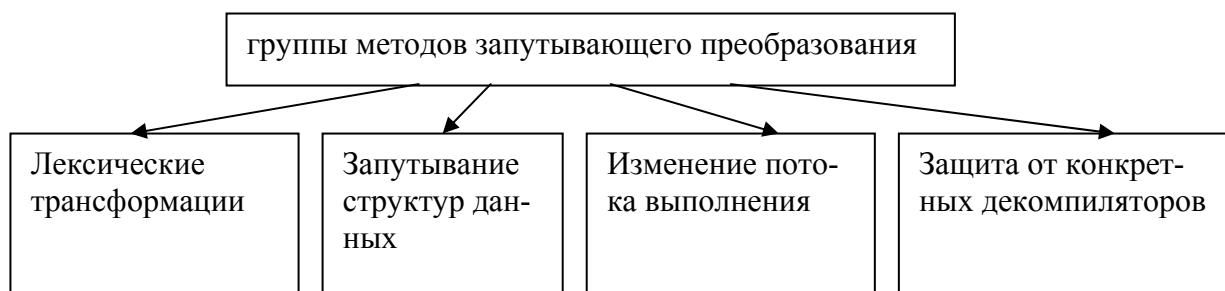 группы методов запутывающего преобразования
Лексические
трансформации
Запутывание
структур дан-
ных
Изменение пото-
ка выполнения
Защита от конкрет-
ных декомпиляторов